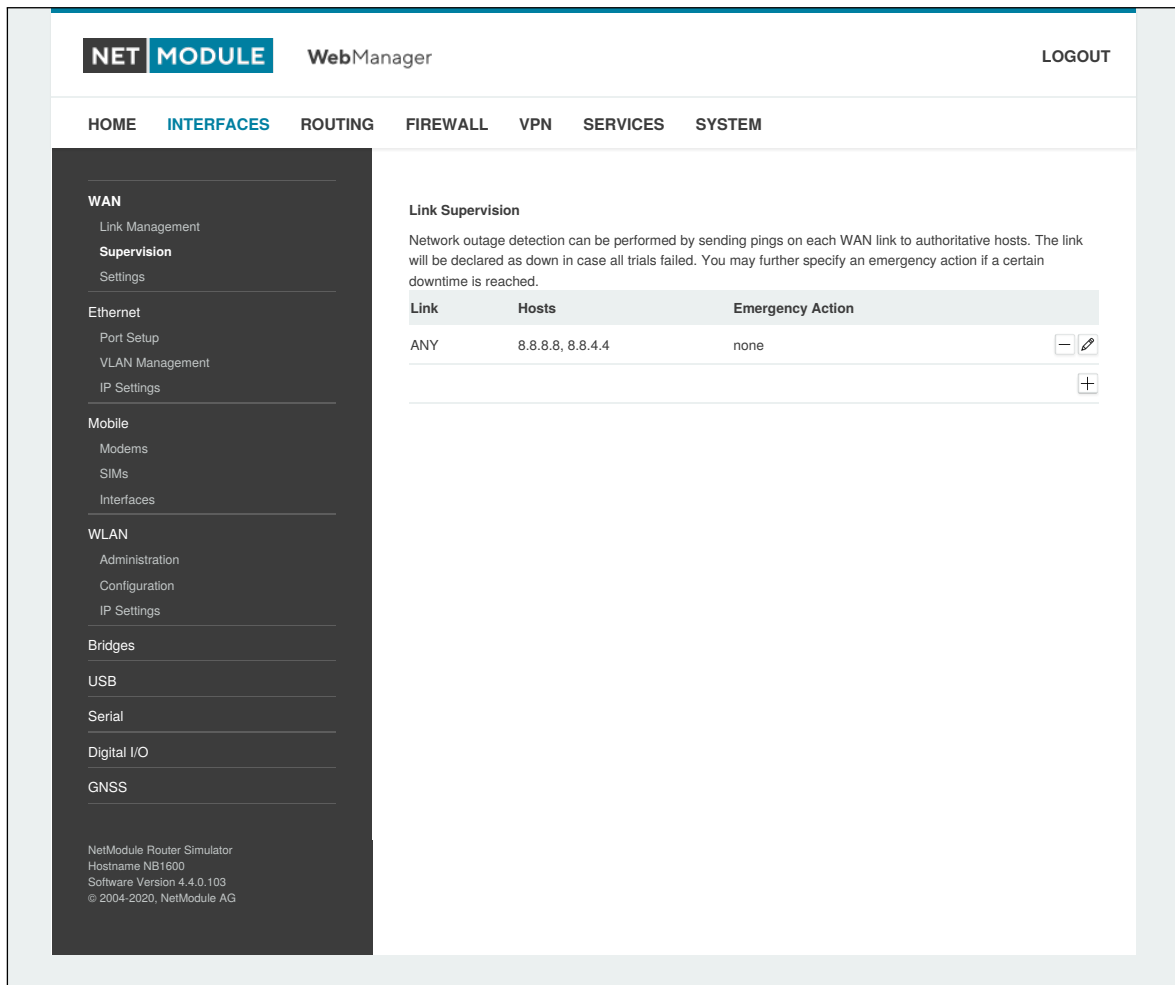 NET MODULE WebManager LOGOUT
HOME INTERFACES ROUTING FIREWALL VPN SERVICES SYSTEM
WAN
Link Management
Supervision
Settings
Ethernet
Port Setup
VLAN Management
IP Settings
Mobile
Modems
SIMs
Interfaces
WLAN
Administration
Configuration
IP Settings
Bridges
USB
Serial
Digital I/O
GNSS
NetModule Router Simulator
Hostname NB1600
Software Version 4.4.0.103
© 2004-2020, NetModule AG
Link Supervision
Network outage detection can be performed by sending pings on each WAN link to authoritative hosts. The link
will be declared as down in case all trials failed. You may further specify an emergency action if a certain
downtime is reached.
Link Hosts Emergency Action
ANY 8.8.8.8, 8.8.4.4 none